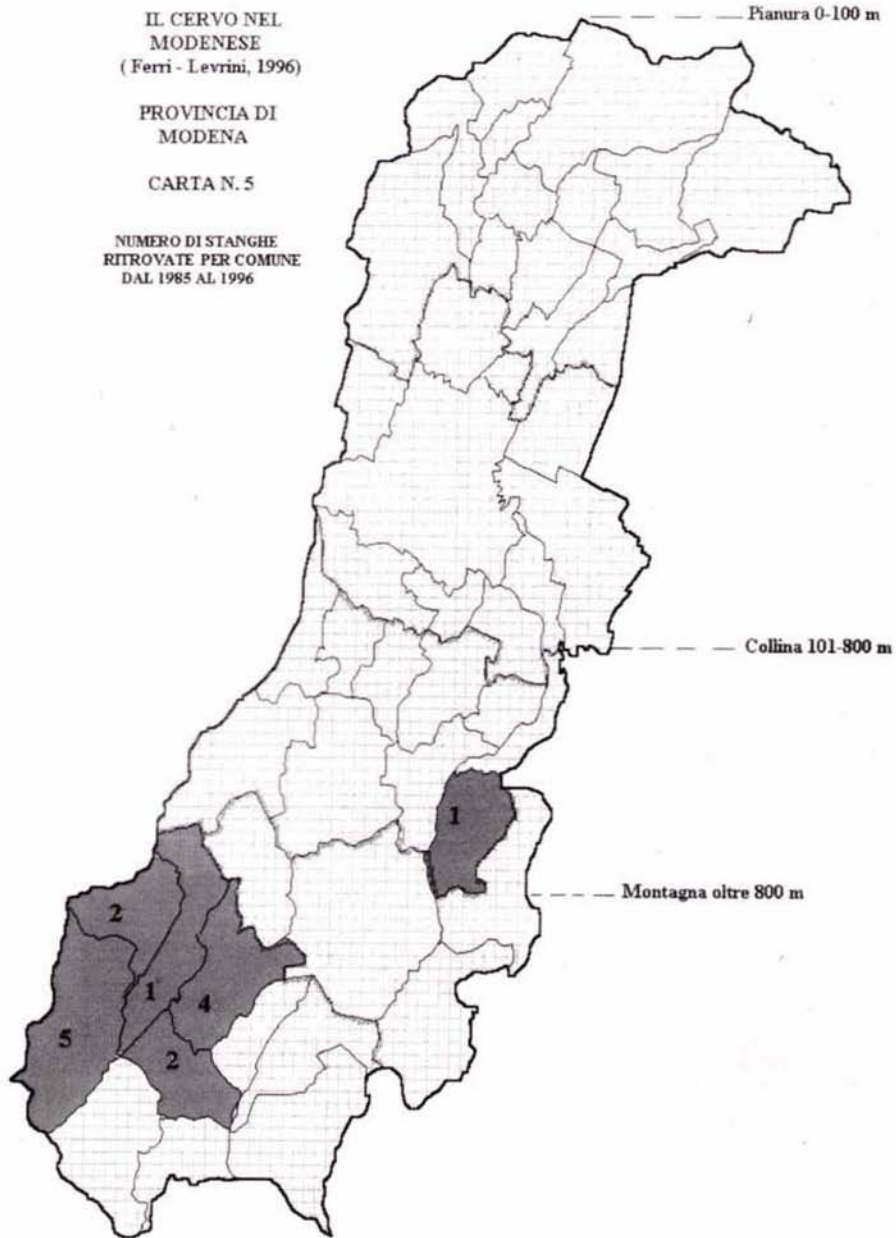 IL CERVO NEL
MODENESE
( Ferri - Levrini, 1996)
PROVINCIA DI
MODENA
CARTA N. 5
NUMERO DI STANGHE
RITROVATE PER COMUNE
DAL 1985 AL 1996
Pianura 0-100 m
Collina 101-800 m
1
Montagna oltre 800 m
2
1
4
5
2